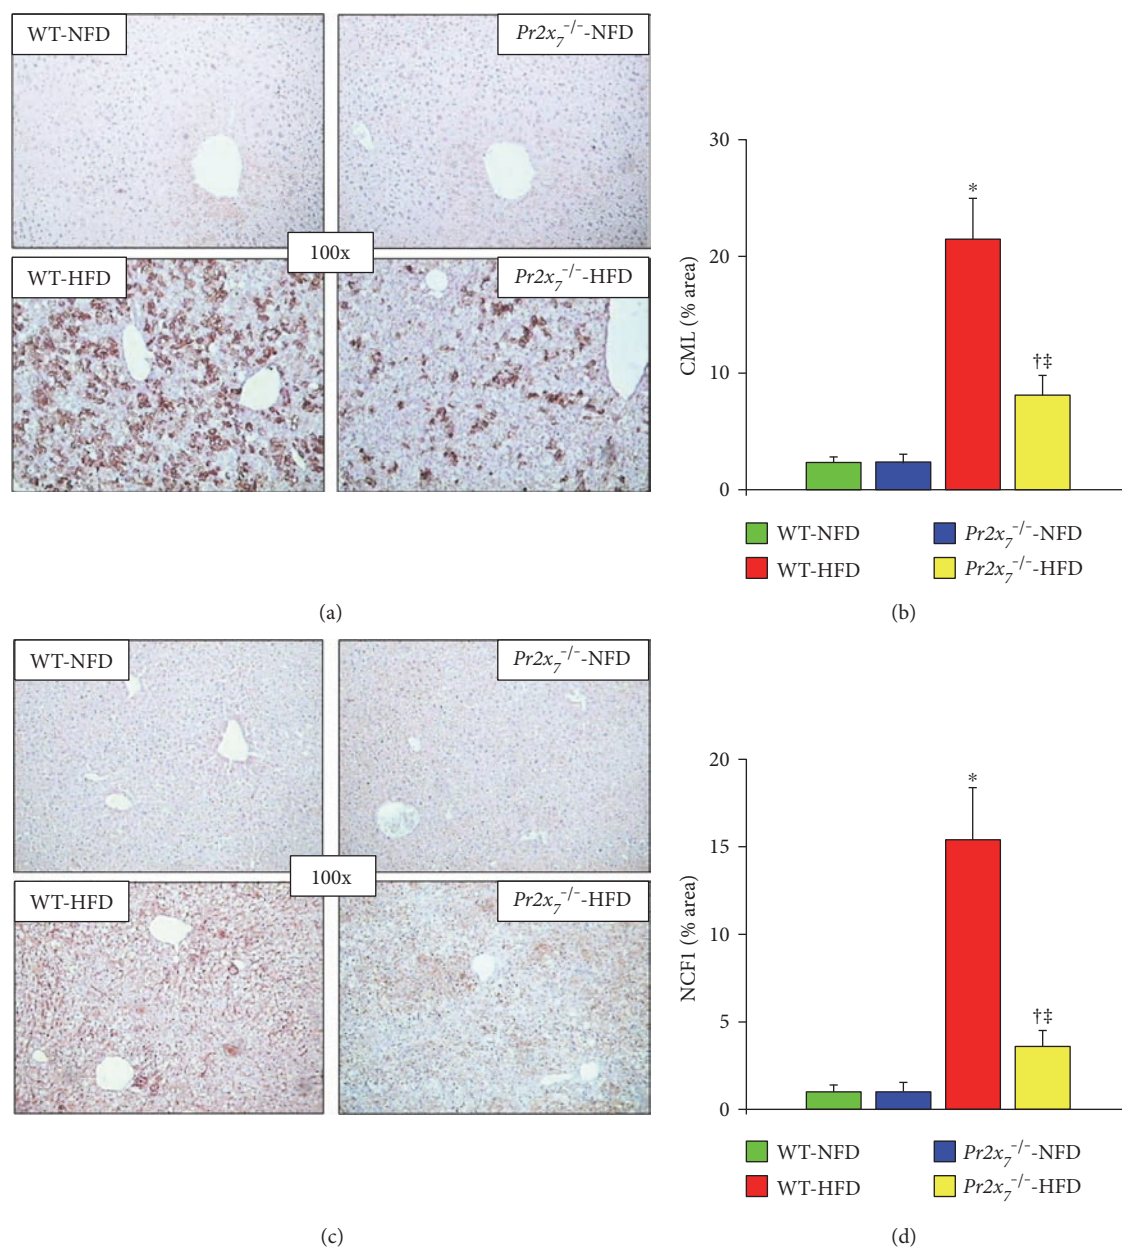 WT-NFD
Pr2x₇⁻/⁻-NFD
100x
WT-HFD
Pr2x₇⁻/⁻-HFD
(a)
30
20
10
0
CML (% area)
*
†‡
WT-NFD
Pr2x₇⁻/⁻-NFD
WT-HFD
Pr2x₇⁻/⁻-HFD
(b)
WT-NFD
Pr2x₇⁻/⁻-NFD
100x
WT-HFD
Pr2x₇⁻/⁻-HFD
(c)
20
15
10
5
0
NCF1 (% area)
*
†‡
WT-NFD
Pr2x₇⁻/⁻-NFD
WT-HFD
Pr2x₇⁻/⁻-HFD
(d)